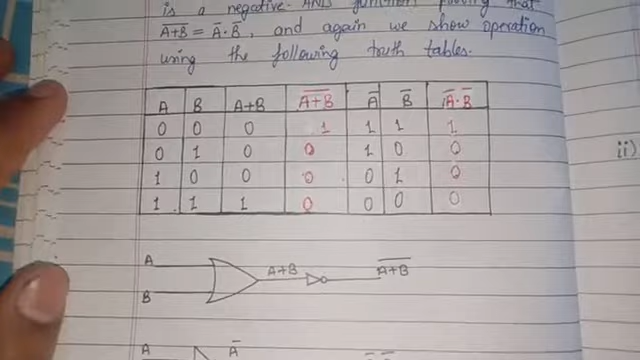 is a negative AND function proving that
A̅+̅B̅ = A̅ · B̅, and again we show operation
using the following truth tables.
A B A+B A̅+̅B̅ A̅ B̅ A̅·B̅
0 0 0 1 1 1 1
0 1 0 0 1 0 0
1 0 0 0 0 1 0
1 1 1 0 0 0 0
ii)
A A+B A̅+̅B̅
B
A A̅